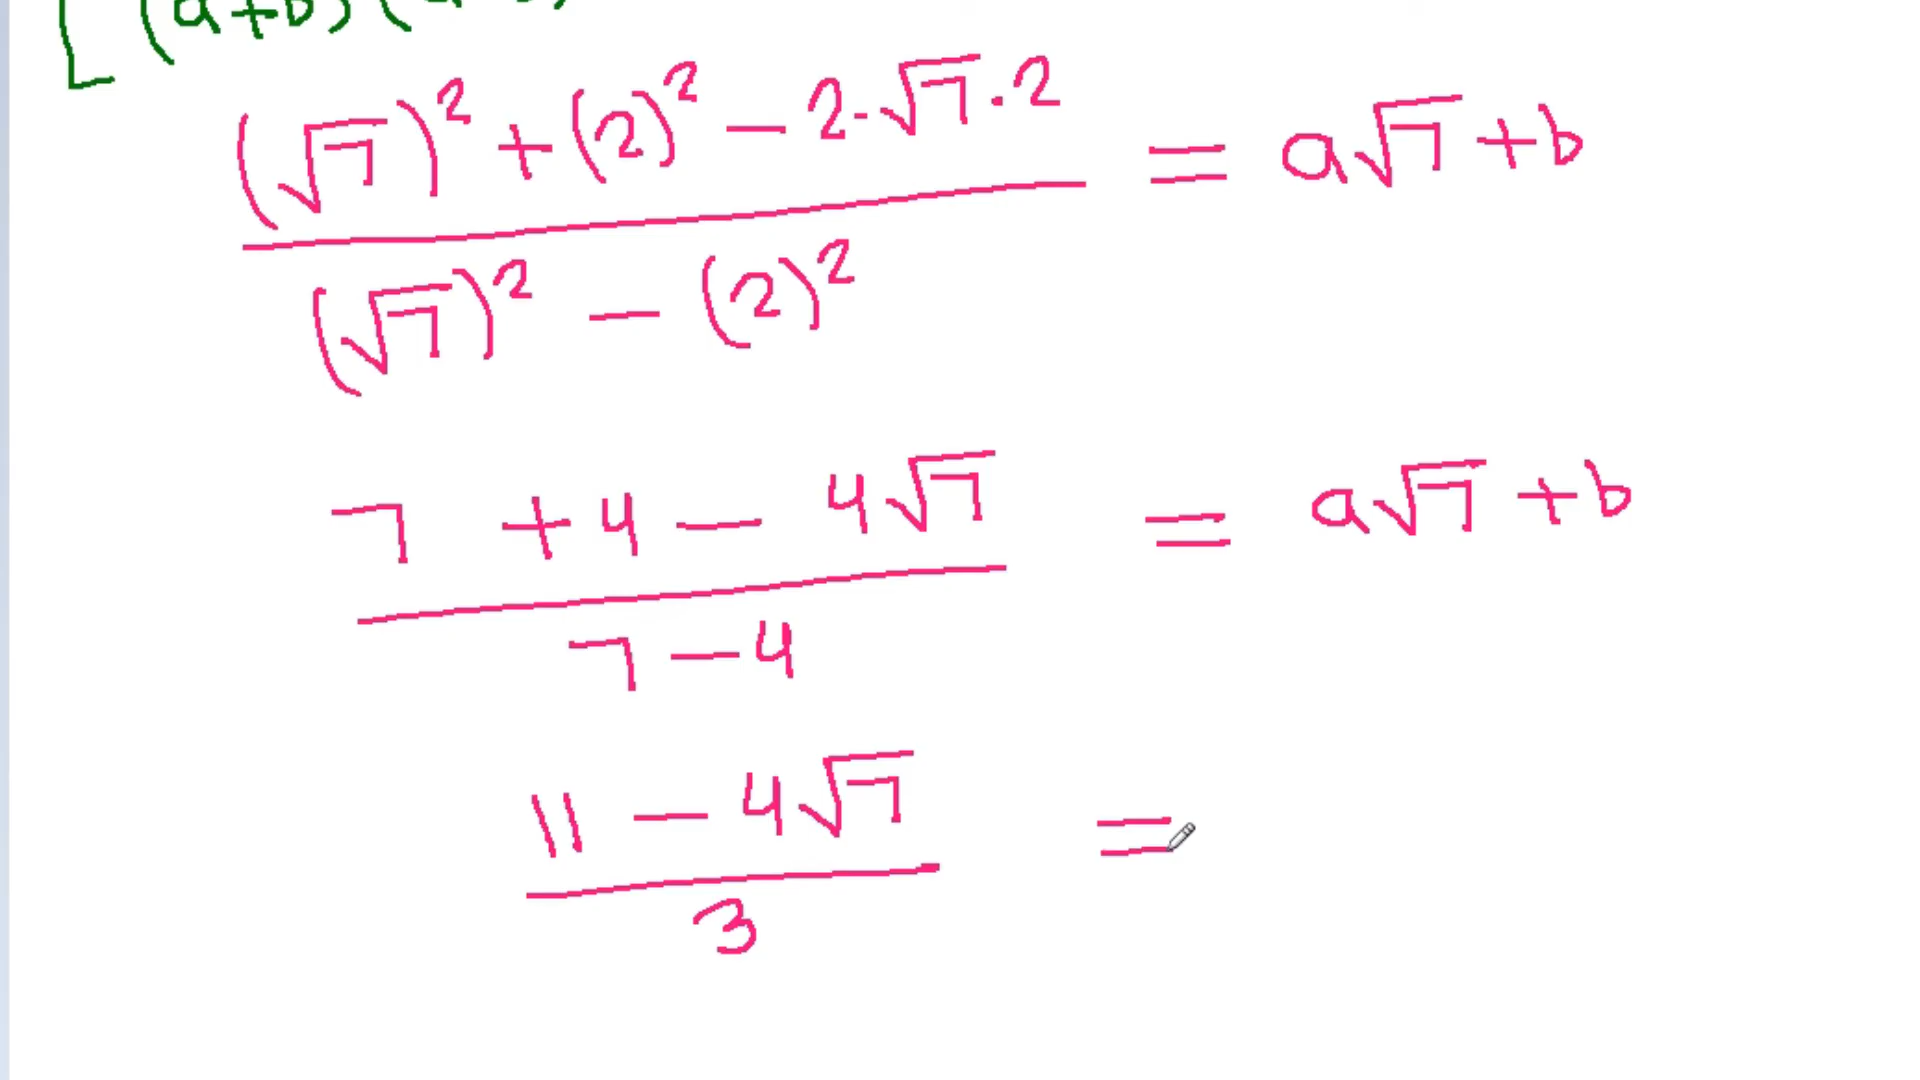 [ (a+b)(a
(√7)² + (2)² − 2·√7·2 = a√7 + b
(√7)² − (2)²
7 + 4 − 4√7 = a√7 + b
7 − 4
11 − 4√7 =
3